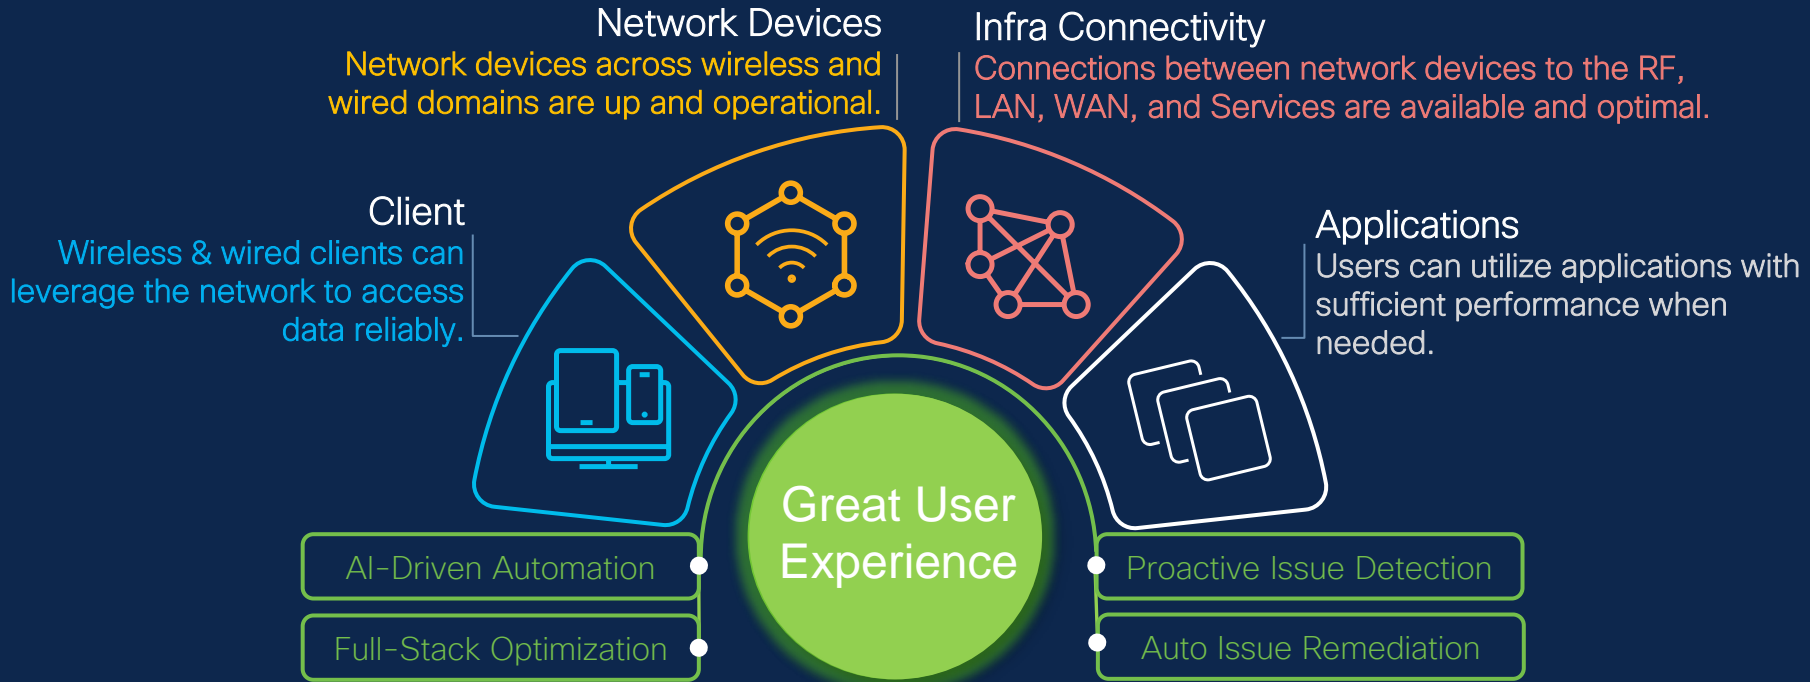 Network Devices
Network devices across wireless and
wired domains are up and operational.
Infra Connectivity
Connections between network devices to the RF,
LAN, WAN, and Services are available and optimal.
Client
Wireless & wired clients can
leverage the network to access
data reliably.
Applications
Users can utilize applications with
sufficient performance when
needed.
Great User
Experience
AI-Driven Automation
Full-Stack Optimization
Proactive Issue Detection
Auto Issue Remediation